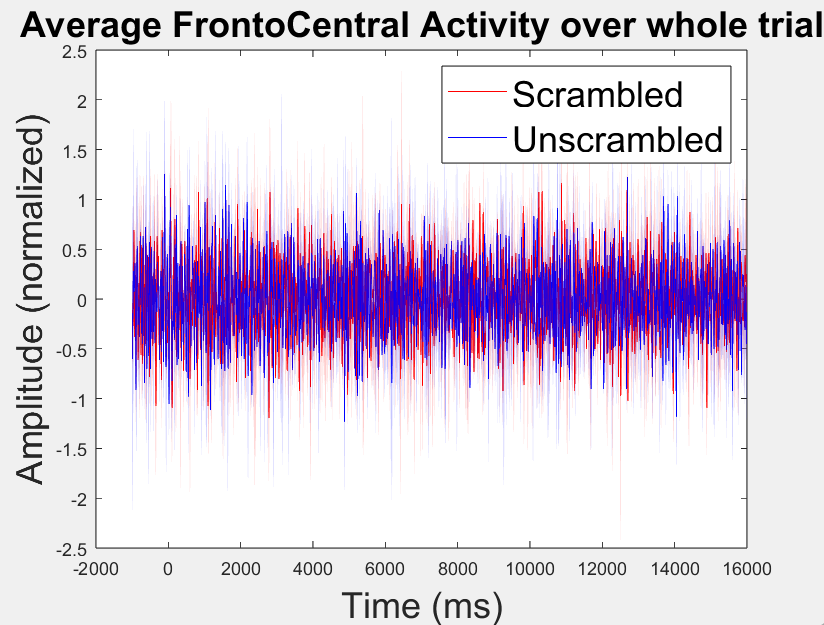 Average FrontoCentral Activity over whole trial
Scrambled
Unscrambled
Amplitude (normalized)
2.5
2
1.5
1
0.5
0
-0.5
-1
-1.5
-2
-2.5
-2000 0 2000 4000 6000 8000 10000 12000 14000 16000
Time (ms)